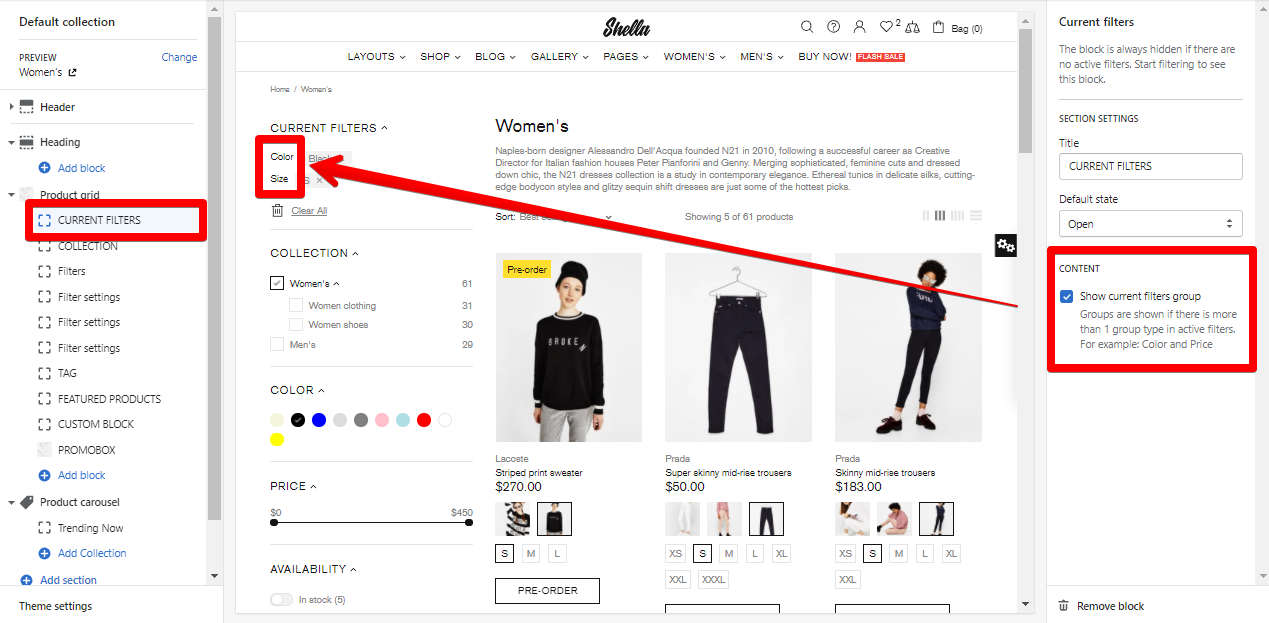 Default collection
PREVIEW
Change
Women's
Header
Heading
Add block
Product grid
CURRENT FILTERS
COLLECTION
Filters
Filter settings
Filter settings
Filter settings
TAG
FEATURED PRODUCTS
CUSTOM BLOCK
PROMOBOX
Add block
Product carousel
Trending Now
Add Collection
Add section
Theme settings
Shella
2
Bag (0)
LAYOUTS SHOP BLOG GALLERY PAGES WOMEN'S MEN'S BUY NOW! FLASH SALE
Home / Women's
CURRENT FILTERS
Color
Size
S ×
Clear All
COLLECTION
Women's 61
Women clothing 31
Women shoes 30
Men's 29
COLOR
PRICE
$0 $450
AVAILABILITY
In stock (5)
Women's
Naples-born designer Alessandro Dell'Acqua founded N21 in 2010, following a successful career as Creative
Director for Italian fashion houses Peter Pianforini and Genny. Merging sophisticated, feminine cuts and dressed
down chic, the N21 dresses collection is a study in contemporary elegance. Ethereal tunics in delicate silks, cutting-
edge bodycon styles and glitzy sequin shift dresses are just some of the hottest picks.
Sort: Best
Showing 5 of 61 products
Pre-order
BROKEN
Lacoste
Striped print sweater
$270.00
S M L
PRE-ORDER
Prada
Super skinny mid-rise trousers
$50.00
XS S M L XL
XXL XXXL
Prada
Skinny mid-rise trousers
$183.00
XS S M L XL
XXL
Current filters
The block is always hidden if there are
no active filters. Start filtering to see
this block.
SECTION SETTINGS
Title
CURRENT FILTERS
Default state
Open
CONTENT
Show current filters group
Groups are shown if there is more
than 1 group type in active filters.
For example: Color and Price
Remove block